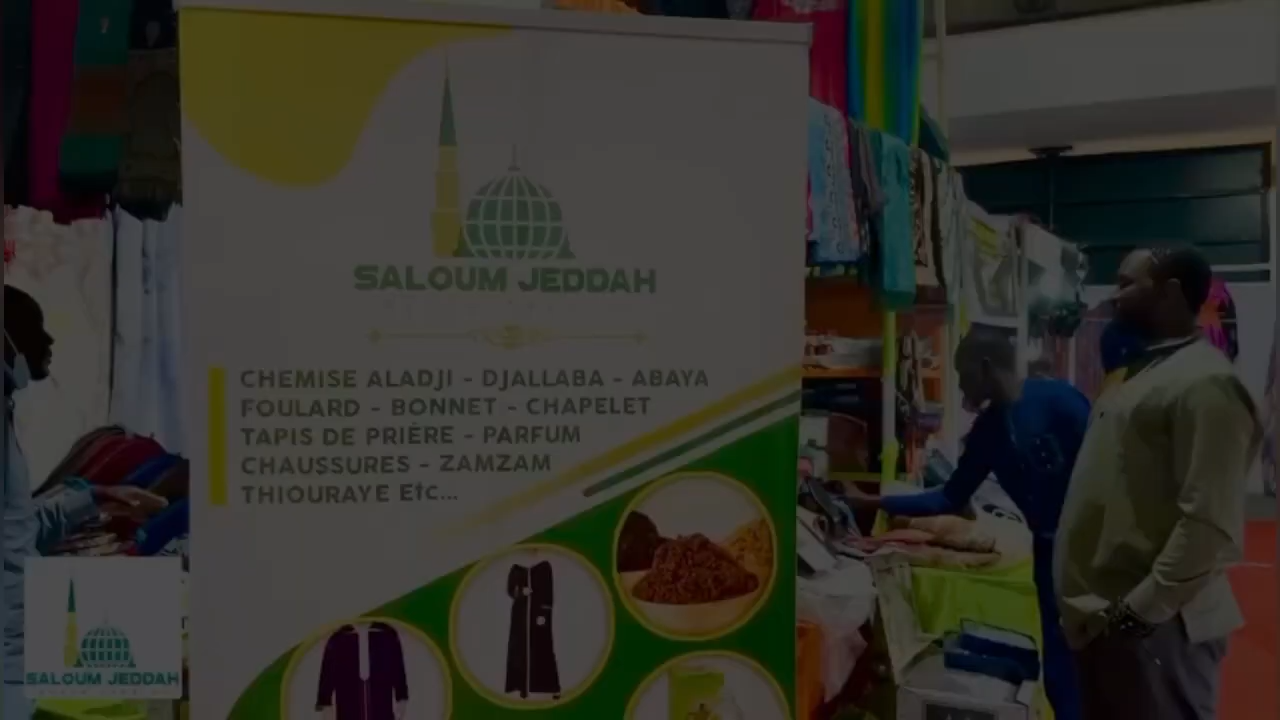 SALOUM JEDDAH
CHEMISE ALADJI - DJALLABA - ABAYA
FOULARD - BONNET - CHAPELET
TAPIS DE PRIÈRE - PARFUM
CHAUSSURES - ZAMZAM
THIOURAYE Etc...
SALOUM JEDDAH